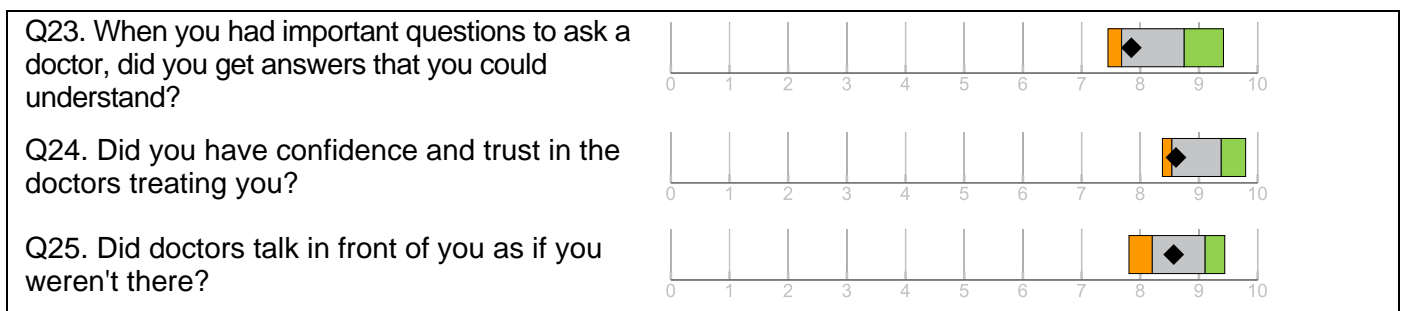 Q23. When you had important questions to ask a
doctor, did you get answers that you could
understand?
0 1 2 3 4 5 6 7 8 9 10
Q24. Did you have confidence and trust in the
doctors treating you?
0 1 2 3 4 5 6 7 8 9 10
Q25. Did doctors talk in front of you as if you
weren't there?
0 1 2 3 4 5 6 7 8 9 10